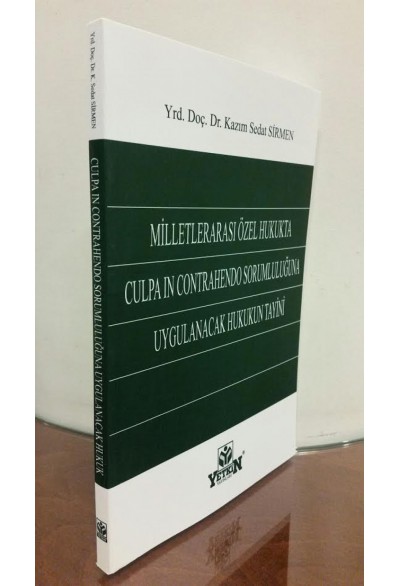 Yrd. Doç. Dr. K. Sedat SİRMEN
CULPA IN CONTRAHENDO SORUMLULUĞUNA UYGULANACAK HUKUK
YETKİN
Yrd. Doç. Dr. Kazım Sedat SİRMEN
MİLLETLERARASI ÖZEL HUKUKTA
CULPA IN CONTRAHENDO SORUMLULUĞUNA
UYGULANACAK HUKUKUN TAYİNİ
YETKİN